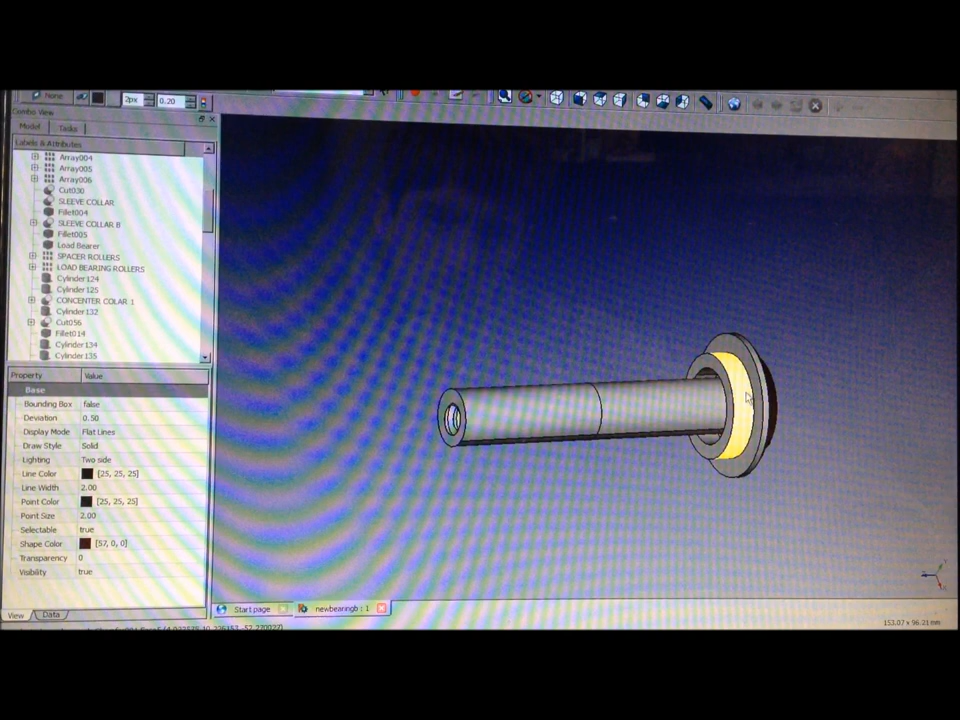 None
2px
0.20
Combo View
Model
Tasks
Labels & Attributes
Array004
Array005
Array006
Cut030
SLEEVE COLLAR
Fillet004
SLEEVE COLLAR B
Fillet005
Load Bearer
SPACER ROLLERS
LOAD BEARING ROLLERS
Cylinder124
Cylinder125
CONCENTER COLAR 1
Cylinder132
Cut056
Fillet014
Cylinder134
Cylinder135
Property Value
Base
Bounding Box false
Deviation 0.50
Display Mode Flat Lines
Draw Style Solid
Lighting Two side
Line Color [25, 25, 25]
Line Width 2.00
Point Color [25, 25, 25]
Point Size 2.00
Selectable true
Shape Color [57, 0, 0]
Transparency 0
Visibility true
View Data
Start page
newbearingb : 1
153.07 x 96.21 mm